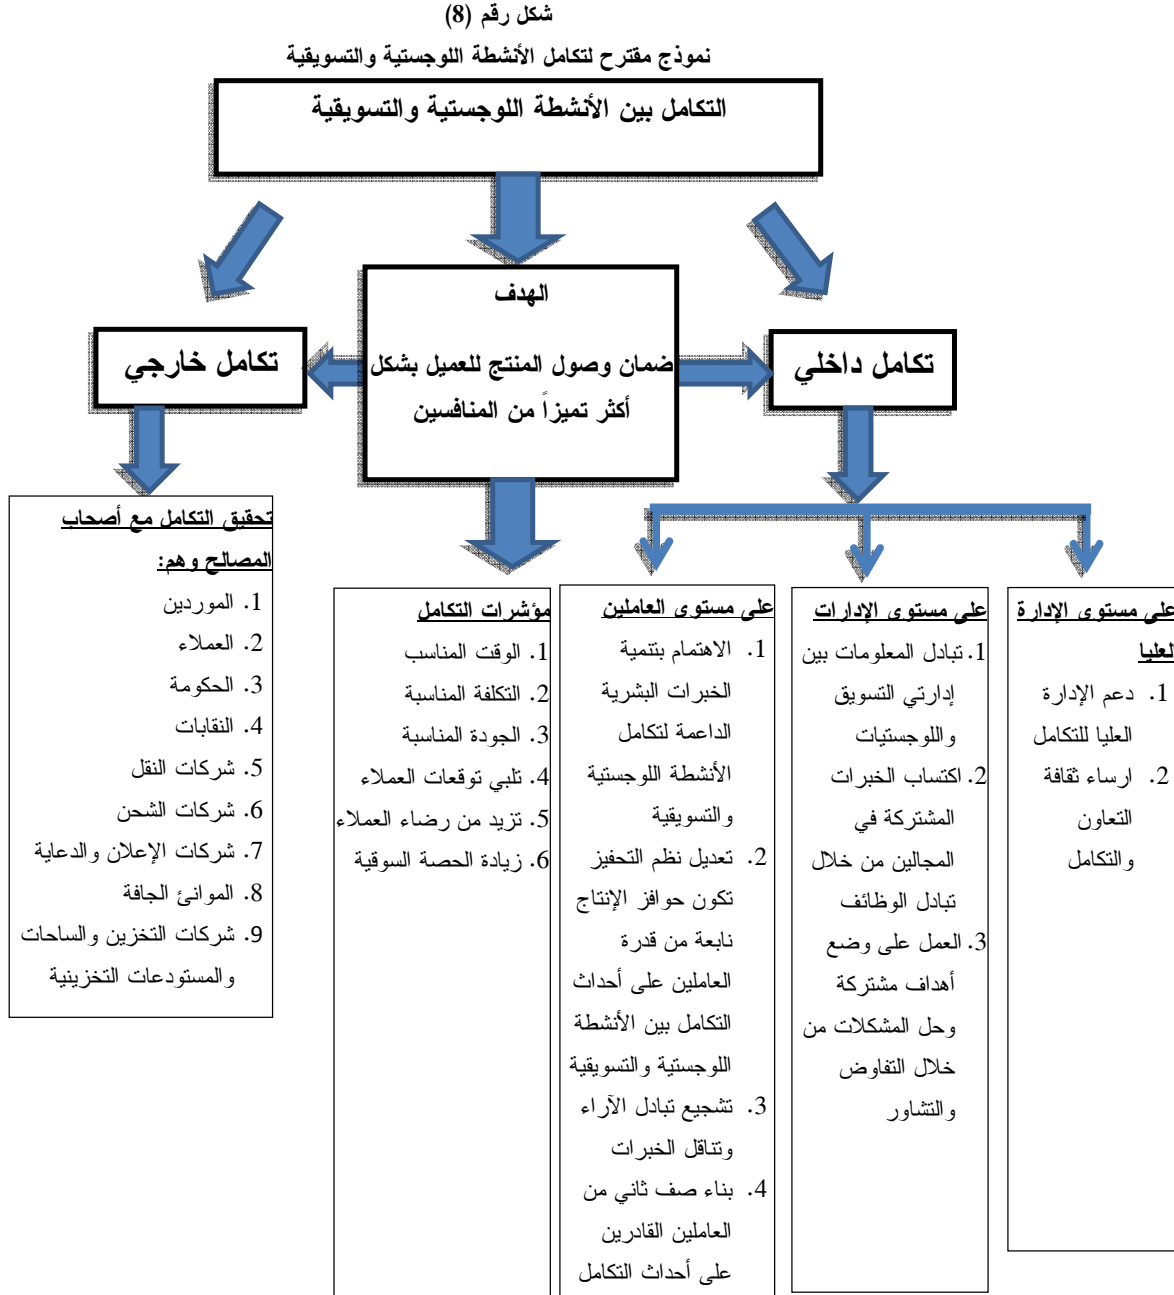 شكل رقم (8)
نموذج مقترح لتكامل الأنشطة اللوجستية والتسويقية
التكامل بين الأنشطة اللوجستية والتسويقية
الهدف
ضمان وصول المنتج للعميل بشكل
أكثر تميزاً من المنافسين
تكامل داخلي
تكامل خارجي
على مستوى الإدارة
العليا
1. دعم الإدارة
العليا للتكامل
2. ارساء ثقافة
التعاون
والتكامل
على مستوى الإدارات
1. تبادل المعلومات بين
إدارتي التسويق
واللوجستيات
2. اكتساب الخبرات
المشتركة في
المجالين من خلال
تبادل الوظائف
3. العمل على وضع
أهداف مشتركة
وحل المشكلات من
خلال التفاوض
والتشاور
على مستوى العاملين
1. الاهتمام بتنمية
الخبرات البشرية
الداعمة لتكامل
الأنشطة اللوجستية
والتسويقية
2. تعديل نظم التحفيز
تكون حوافز الإنتاج
نابعة من قدرة
العاملين على أحداث
التكامل بين الأنشطة
اللوجستية والتسويقية
3. تشجيع تبادل الآراء
وتناقل الخبرات
4. بناء صف ثاني من
العاملين القادرين
على أحداث التكامل
مؤشرات التكامل
1. الوقت المناسب
2. التكلفة المناسبة
3. الجودة المناسبة
4. تلبي توقعات العملاء
5. تزيد من رضاء العملاء
6. زيادة الحصة السوقية
تحقيق التكامل مع أصحاب
المصالح وهم:
1. الموردين
2. العملاء
3. الحكومة
4. النقابات
5. شركات النقل
6. شركات الشحن
7. شركات الإعلان والدعاية
8. الموانئ الجافة
9. شركات التخزين والساحات
والمستودعات التخزينية